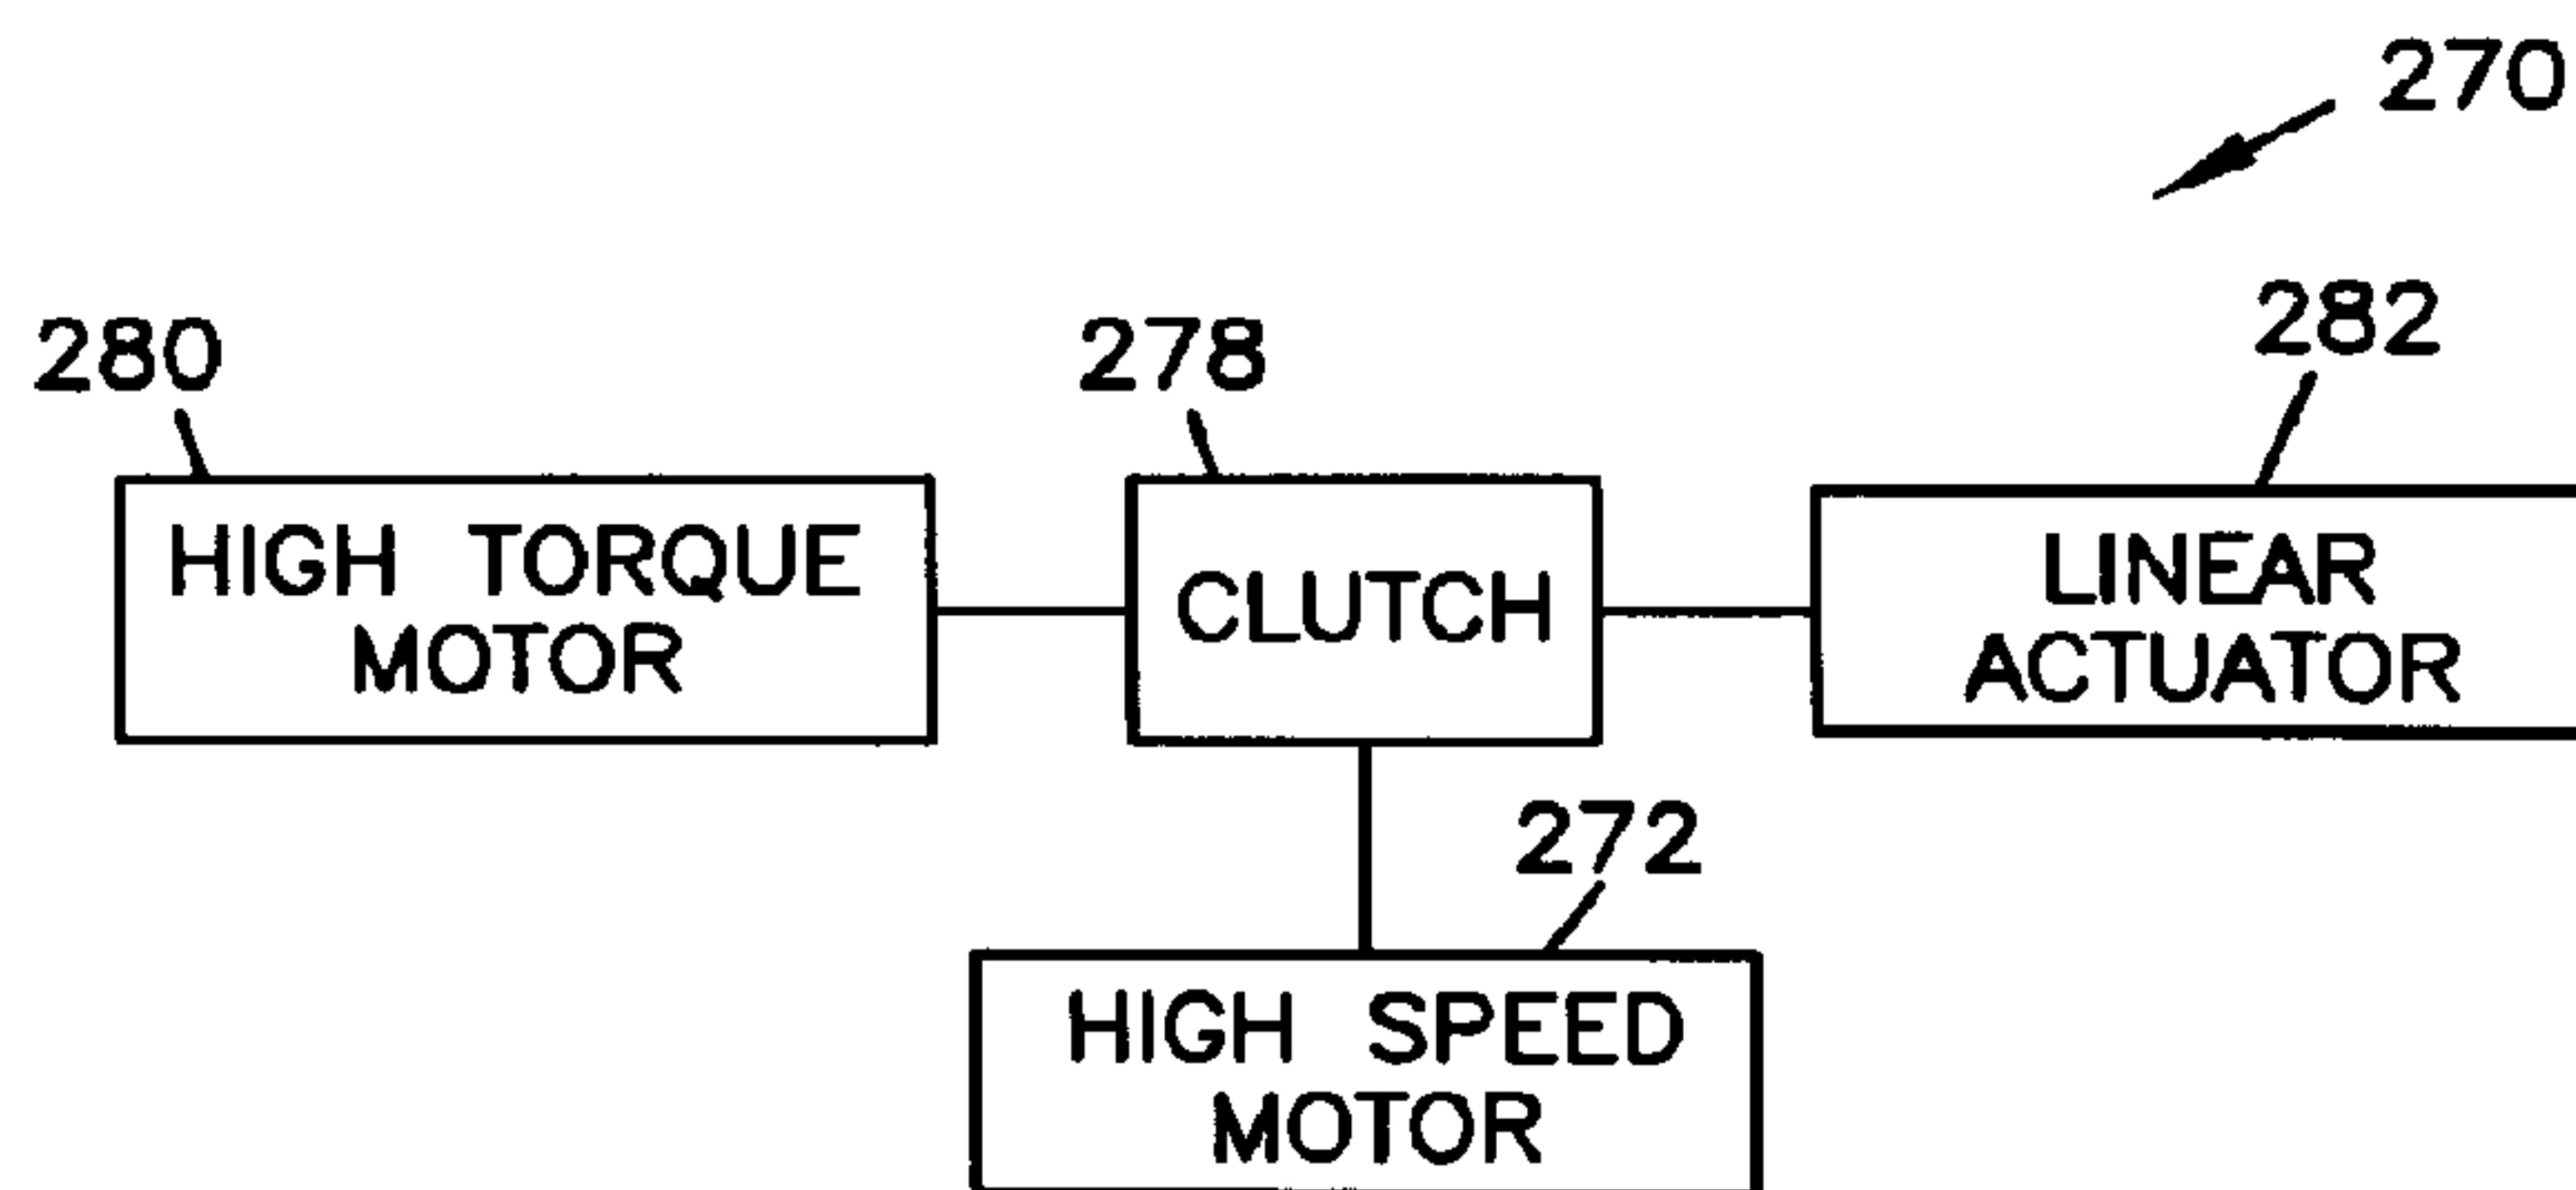 270
280
278
282
HIGH TORQUE
MOTOR
CLUTCH
LINEAR
ACTUATOR
272
HIGH SPEED
MOTOR